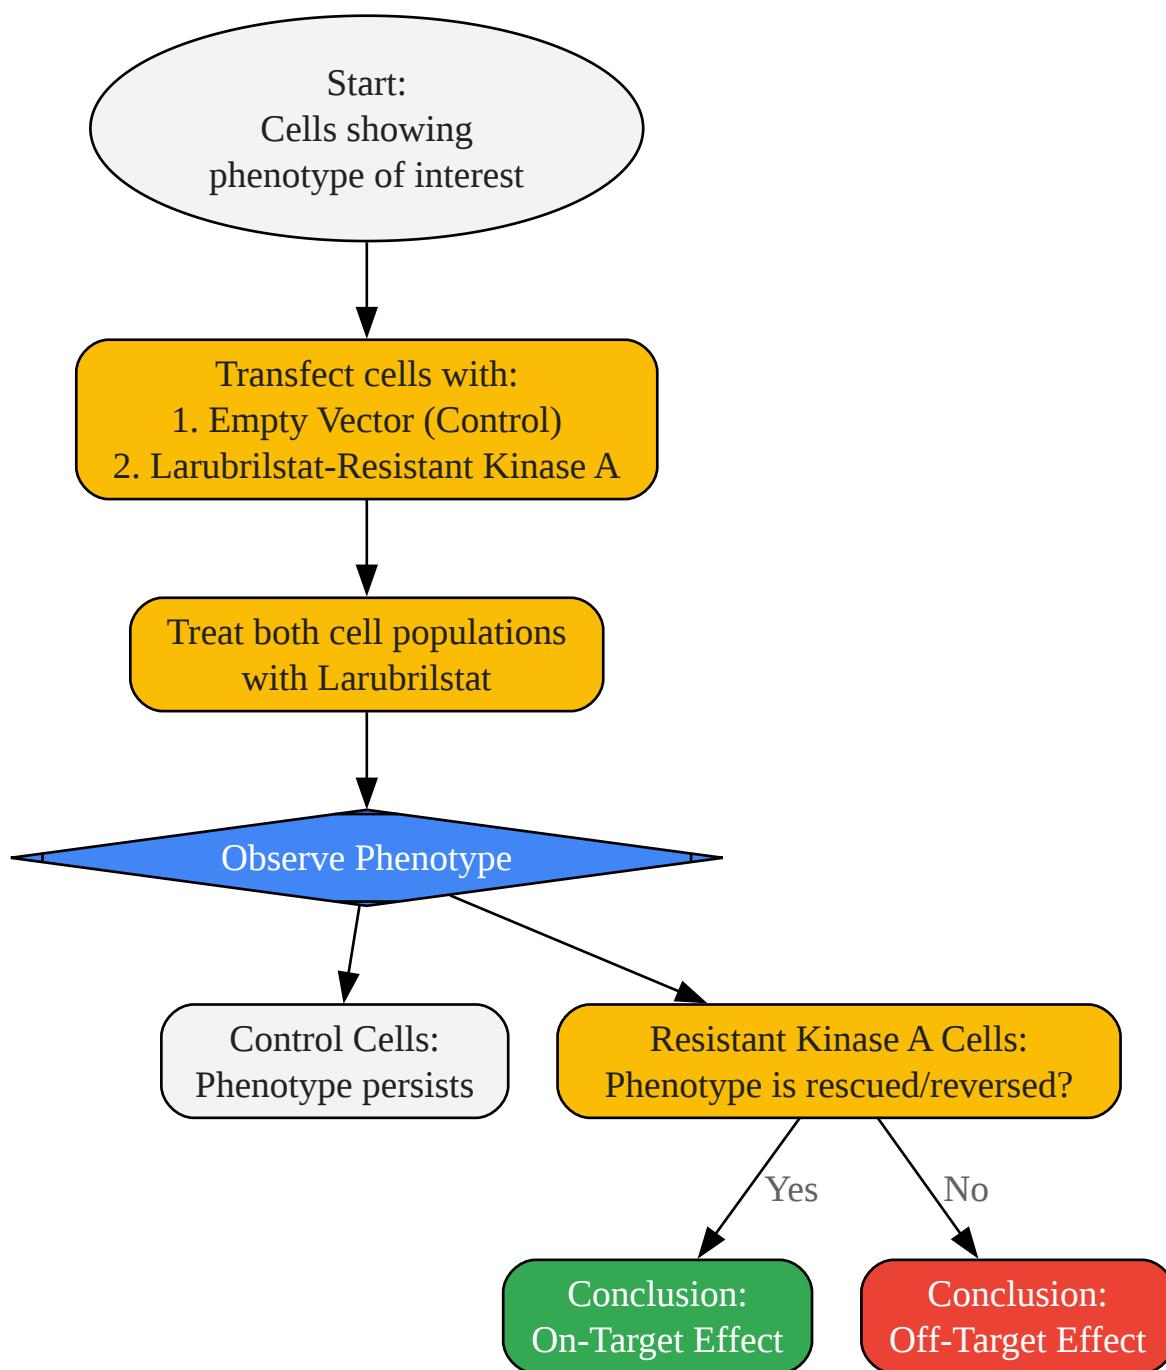 Start:
Cells showing
phenotype of interest
Transfect cells with:
1. Empty Vector (Control)
2. Larubrilstat-Resistant Kinase A
Treat both cell populations
with Larubrilstat
Observe Phenotype
Control Cells:
Phenotype persists
Resistant Kinase A Cells:
Phenotype is rescued/reversed?
Yes
No
Conclusion:
On-Target Effect
Conclusion:
Off-Target Effect